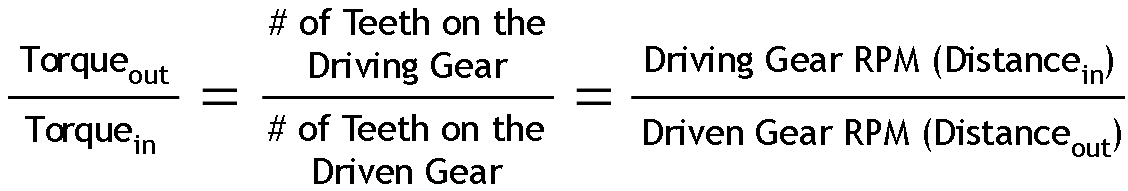 Torque_out / Torque_in = # of Teeth on the Driving Gear / # of Teeth on the Driven Gear = Driving Gear RPM (Distance_in) / Driven Gear RPM (Distance_out)